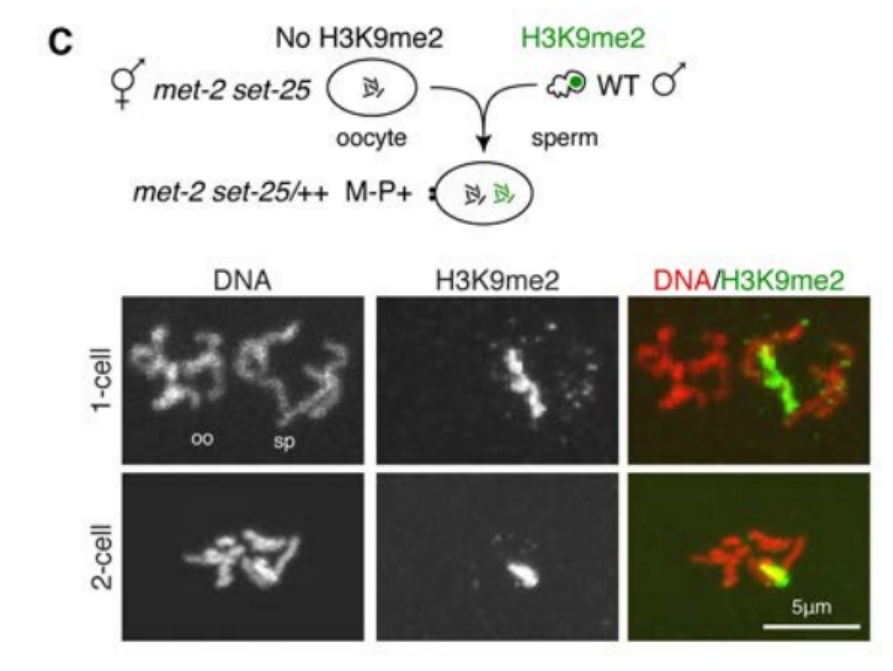 C
No H3K9me2 H3K9me2
⚥ met-2 set-25 WT ♂
oocyte sperm
met-2 set-25/++ M-P+
DNA H3K9me2 DNA/H3K9me2
1-cell
oo sp
2-cell
5µm